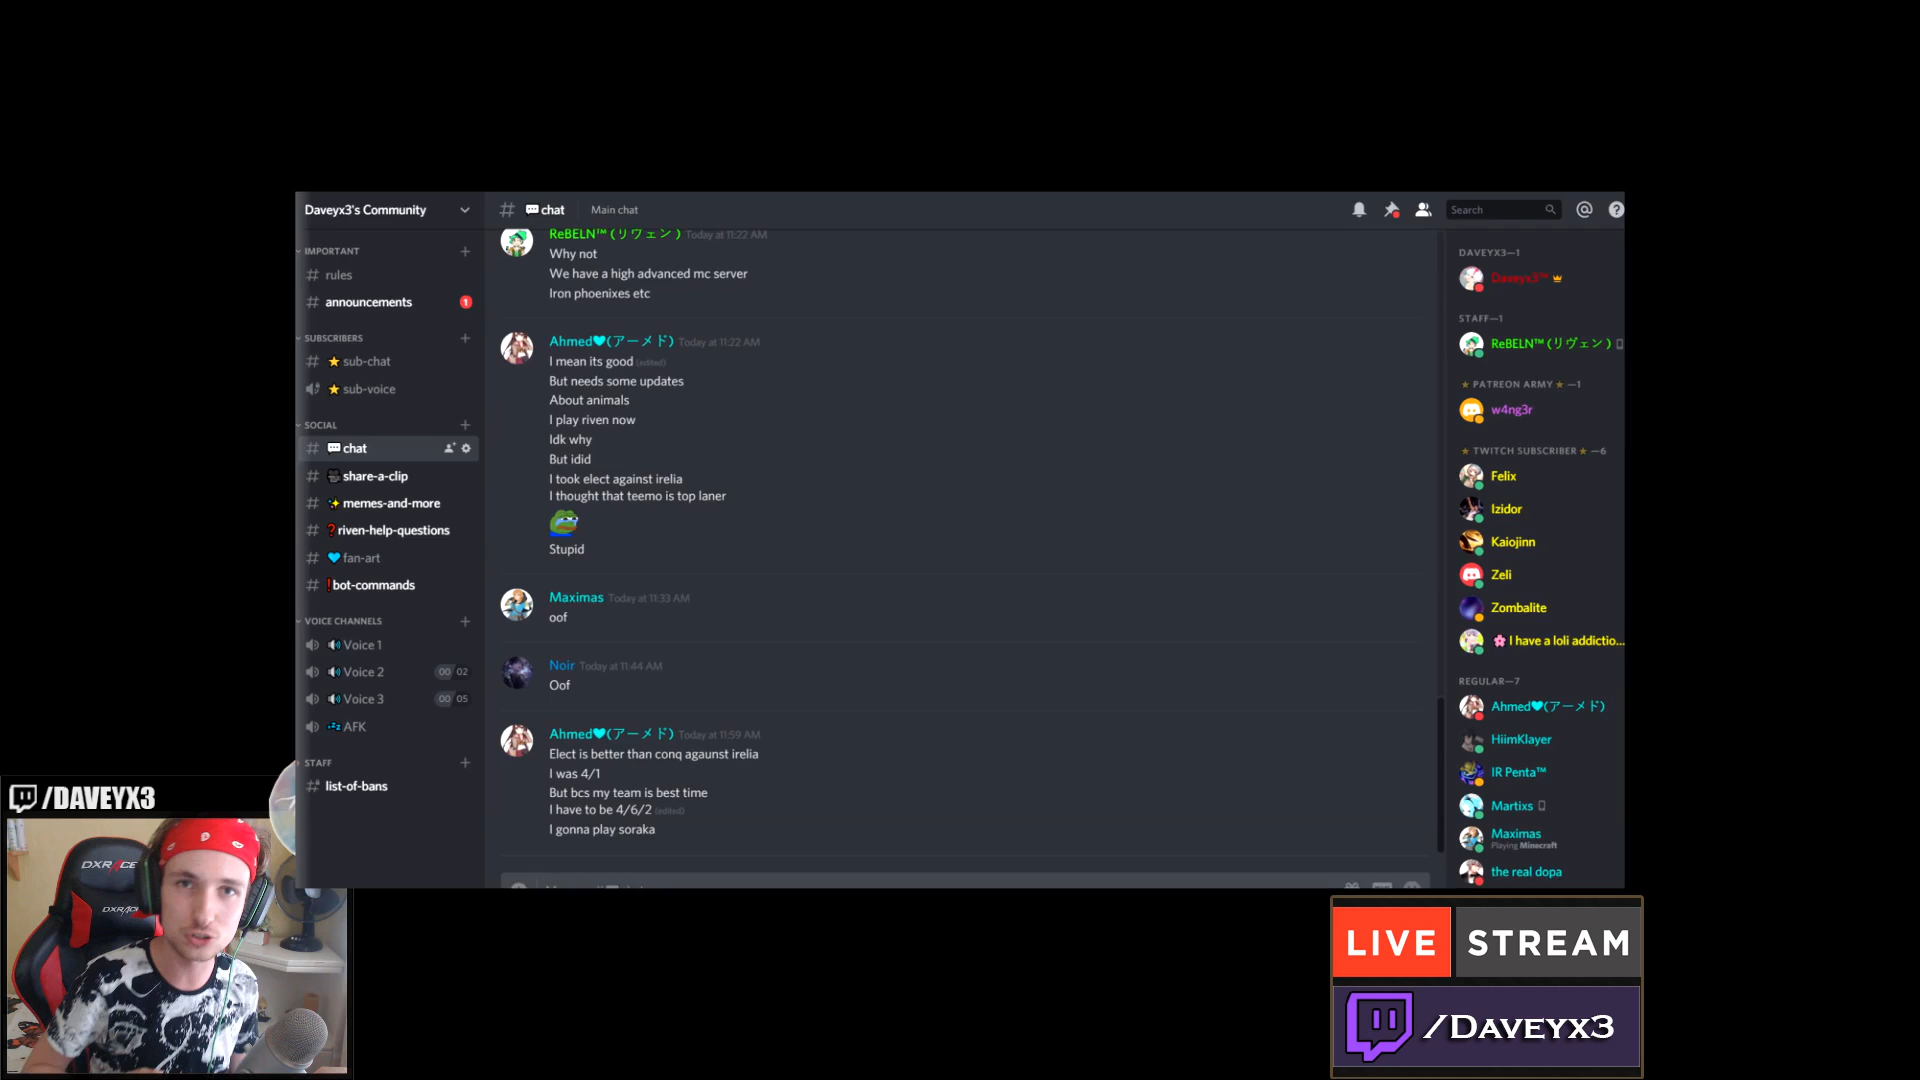 Daveyx3's Community
IMPORTANT
rules
announcements
1
SUBSCRIBERS
sub-chat
sub-voice
SOCIAL
chat
share-a-clip
memes-and-more
riven-help-questions
fan-art
bot-commands
VOICE CHANNELS
Voice 1
Voice 2
00 02
Voice 3
00 05
AFK
STAFF
list-of-bans
chat
Main chat
Search
ReBELN™ (リヴェン) Today at 11:22 AM
Why not
We have a high advanced mc server
Iron phoenixes etc
Ahmed(アーメド) Today at 11:22 AM
I mean its good (edited)
But needs some updates
About animals
I play riven now
Idk why
But idid
I took elect against irelia
I thought that teemo is top laner
Stupid
Maximas Today at 11:33 AM
oof
Noir Today at 11:44 AM
Oof
Ahmed(アーメド) Today at 11:59 AM
Elect is better than conq agaunst irelia
I was 4/1
But bcs my team is best time
I have to be 4/6/2 (edited)
I gonna play soraka
DAVEYX3—1
Daveyx3™
STAFF—1
ReBELN™ (リヴェン)
PATREON ARMY —1
w4ng3r
TWITCH SUBSCRIBER —6
Felix
Izidor
Kaiojinn
Zeli
Zombalite
I have a loli addictio...
REGULAR—7
Ahmed(アーメド)
HiimKlayer
IR Penta™
Martixs
Maximas
Playing Minecraft
the real dopa
/DAVEYX3
DXRACE
DXRAC
LIVE STREAM
/DAVEYX3